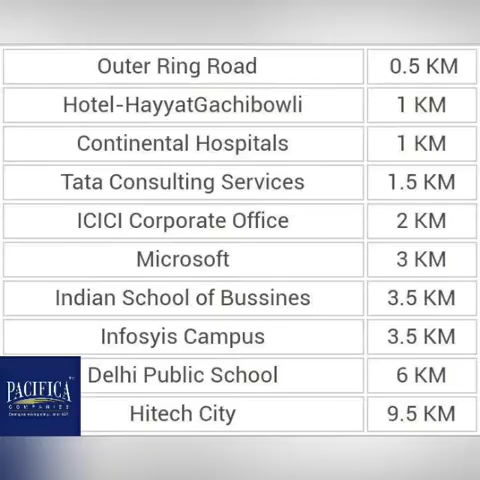 Outer Ring Road 0.5 KM
Hotel-HayyatGachibowli 1 KM
Continental Hospitals 1 KM
Tata Consulting Services 1.5 KM
ICICI Corporate Office 2 KM
Microsoft 3 KM
Indian School of Bussines 3.5 KM
Infosyis Campus 3.5 KM
Delhi Public School 6 KM
Hitech City 9.5 KM
PACIFICA
COMPANIES